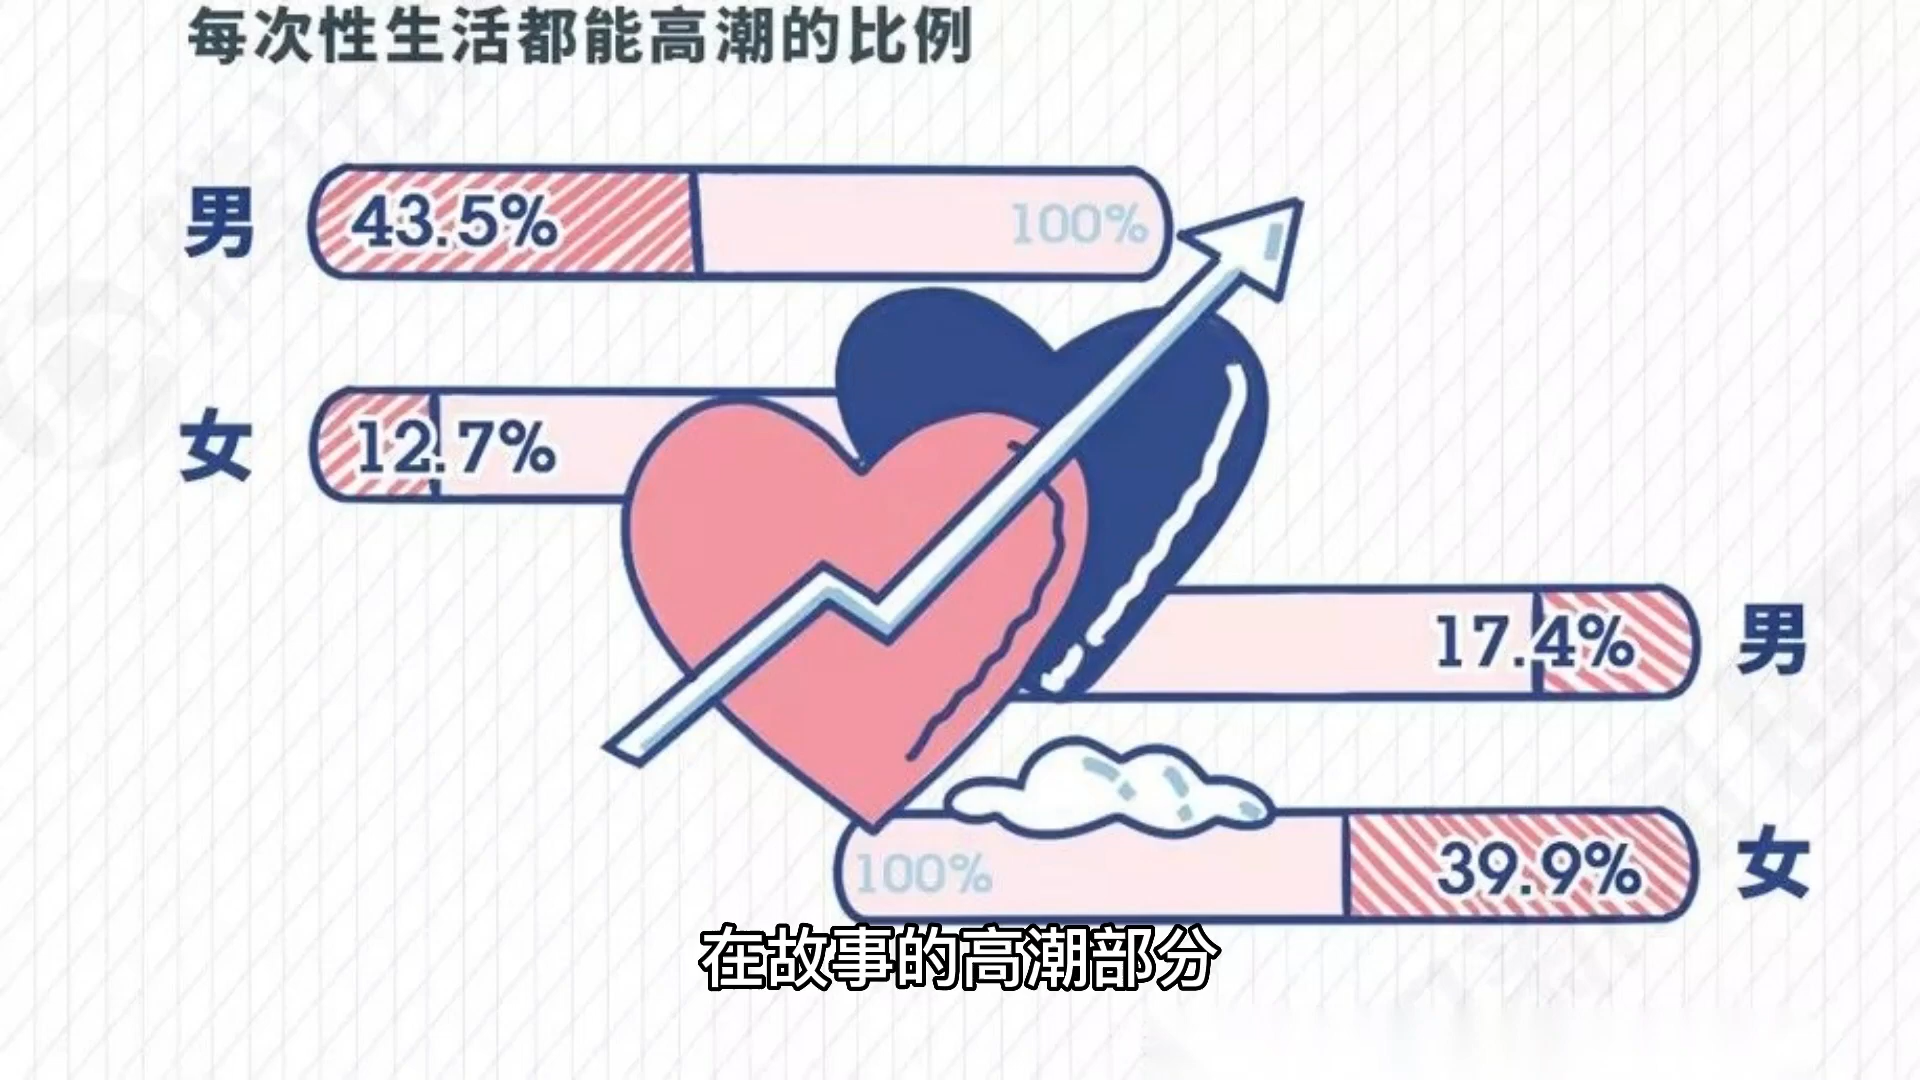 每次性生活都能高潮的比例
男
43.5%
100%
女
12.7%
17.4%
男
100%
39.9%
女
在故事的高潮部分